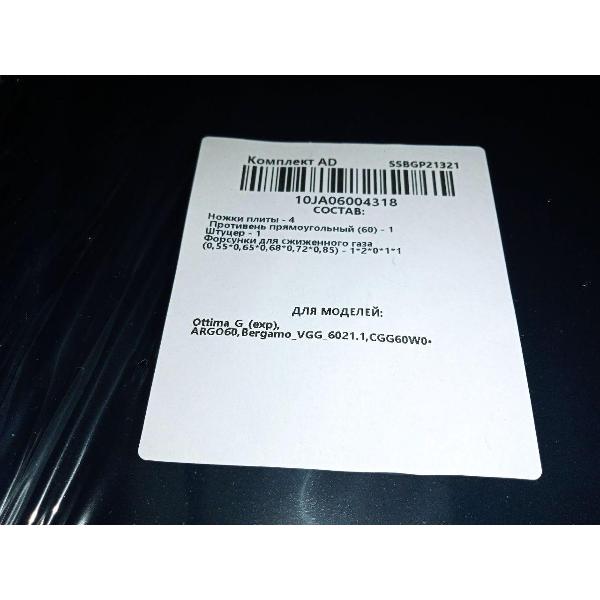 Комплект AD SSBGP21321
10JA06004318
СОСТАВ:
Ножки плиты - 4
Противень прямоугольный (60) - 1
Штуцер - 1
Форсунки для сжиженного газа
(0,55*0,65*0,68*0,72*0,85) - 1*2*0*1*1
ДЛЯ МОДЕЛЕЙ:
Ottima_G_(exp),
ARGO60,Bergamo_VGG_6021.1,CGG60W0•